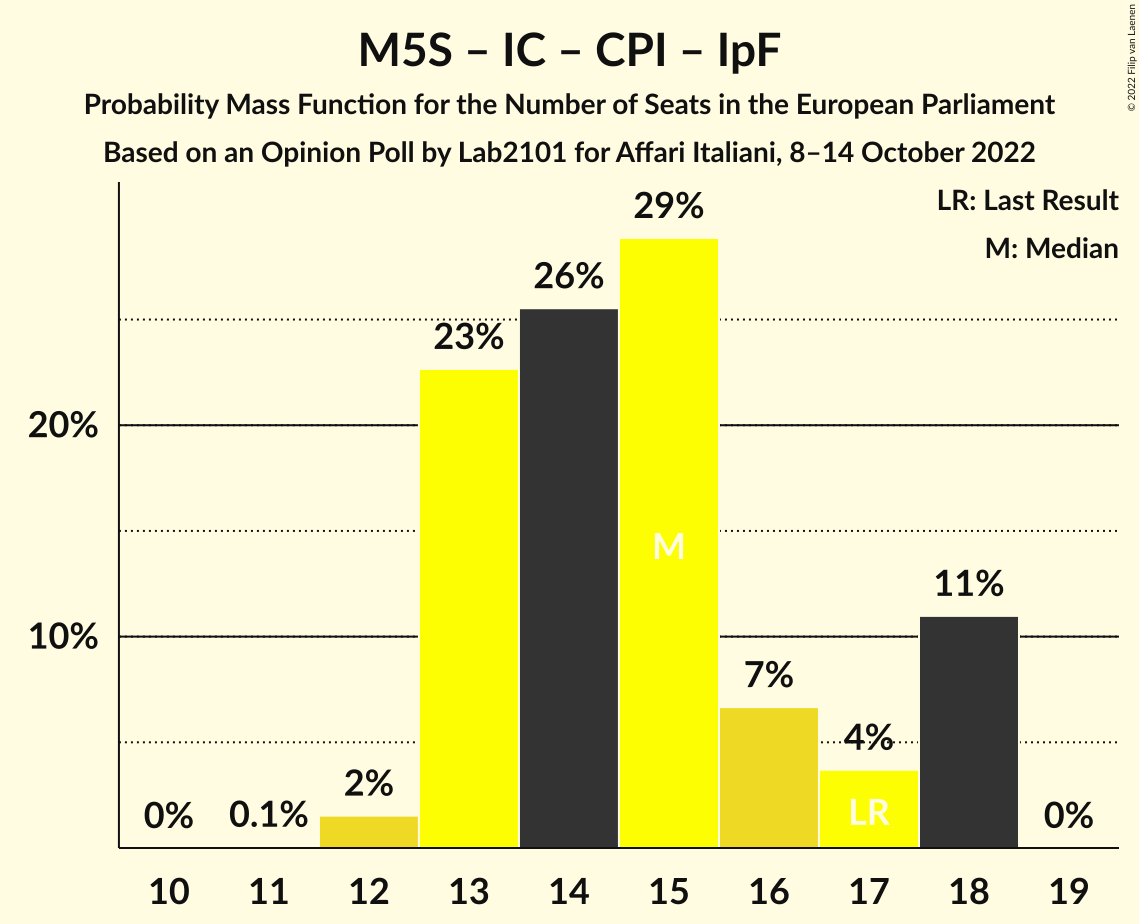 M5S – IC – CPI – IpF
Probability Mass Function for the Number of Seats in the European Parliament
Based on an Opinion Poll by Lab2101 for Affari Italiani, 8–14 October 2022
© 2022 Filip van Laenen
LR: Last Result
M: Median
29%
26%
23%
20%
M
11%
10%
7%
4%
2%
LR
0%
0.1%
0%
10 11 12 13 14 15 16 17 18 19